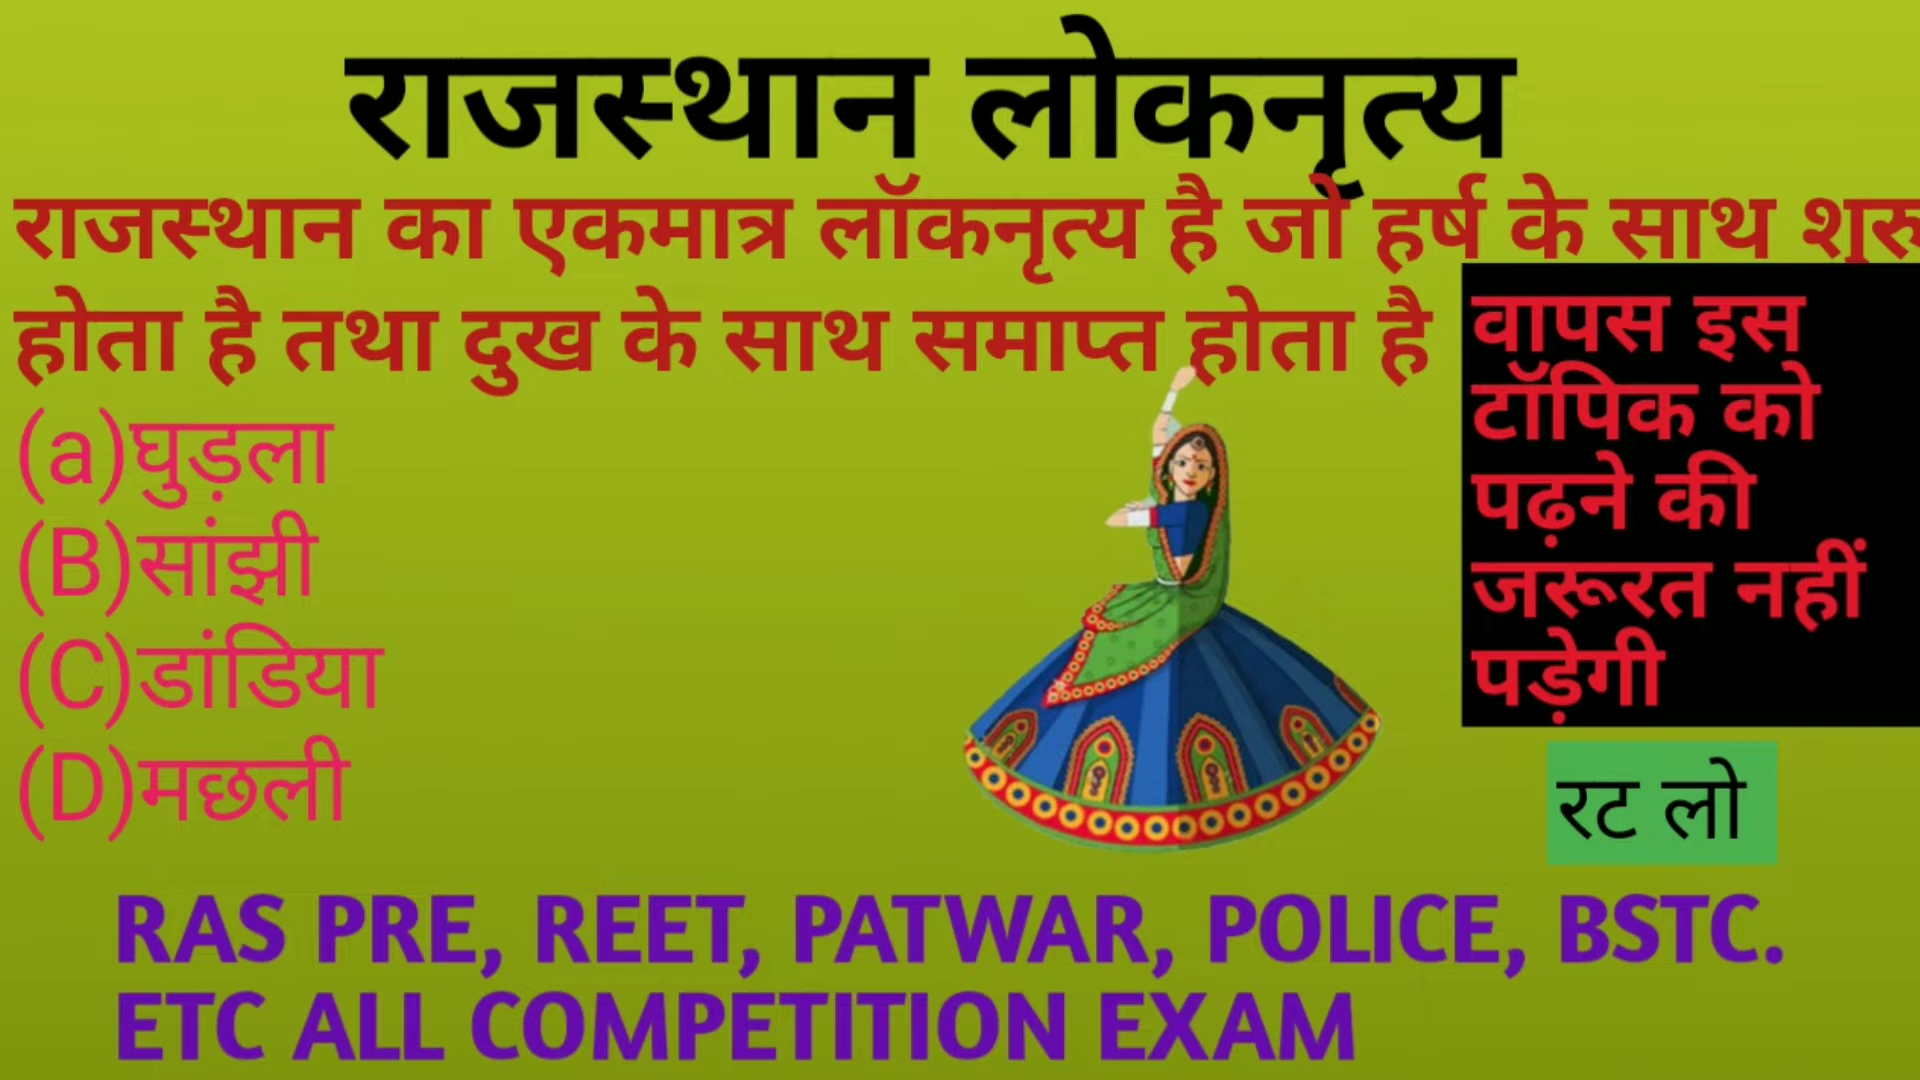 राजस्थान लोकनृत्य
राजस्थान का एकमात्र लॉकनृत्य है जो हर्ष के साथ शुरु
होता है तथा दुख के साथ समाप्त होता है
(a)घुड़ला
(B)सांझी
(C)डांडिया
(D)मछली
वापस इस
टॉपिक को
पढ़ने की
जरूरत नहीं
पड़ेगी
रट लो
RAS PRE, REET, PATWAR, POLICE, BSTC.
ETC ALL COMPETITION EXAM